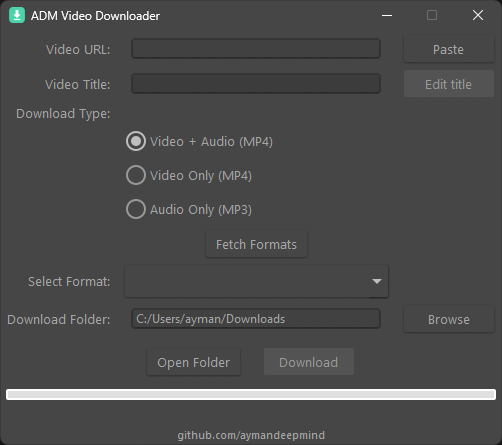 ADM Video Downloader
Video URL: Paste
Video Title: Edit title
Download Type:
Video + Audio (MP4)
Video Only (MP4)
Audio Only (MP3)
Fetch Formats
Select Format:
Download Folder: C:/Users/ayman/Downloads Browse
Open Folder Download
github.com/aymandeepmind